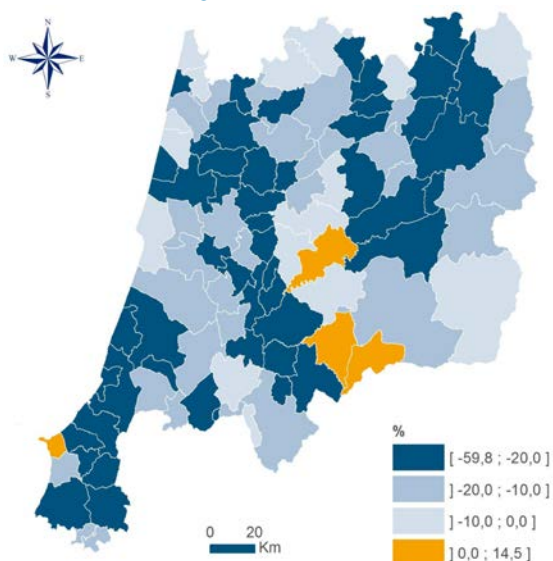 N
W E
S
%
[ -59,8 ; -20,0 ]
] -20,0 ; -10,0 ]
] -10,0 ; 0,0 ]
] 0,0 ; 14,5 ]
0 20
Km